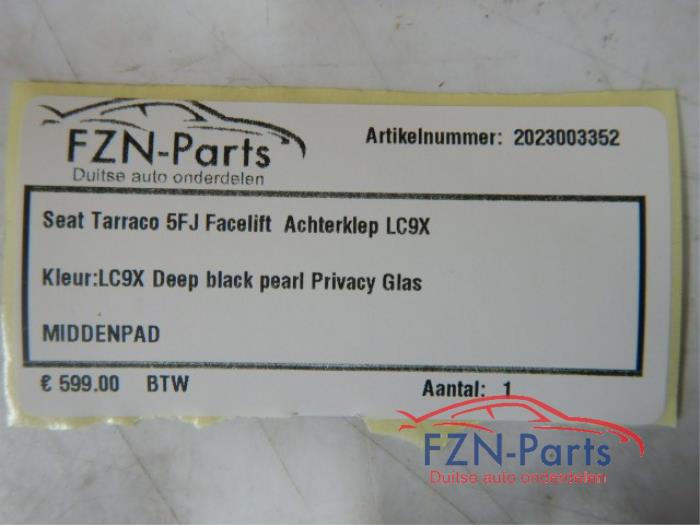 FZN-Parts
Duitse auto onderdelen
Artikelnummer: 2023003352
Seat Tarraco 5FJ Facelift Achterklep LC9X
Kleur:LC9X Deep black pearl Privacy Glas
MIDDENPAD
€ 599.00 BTW
Aantal: 1
FZN-Parts
Duitse auto onderdelen